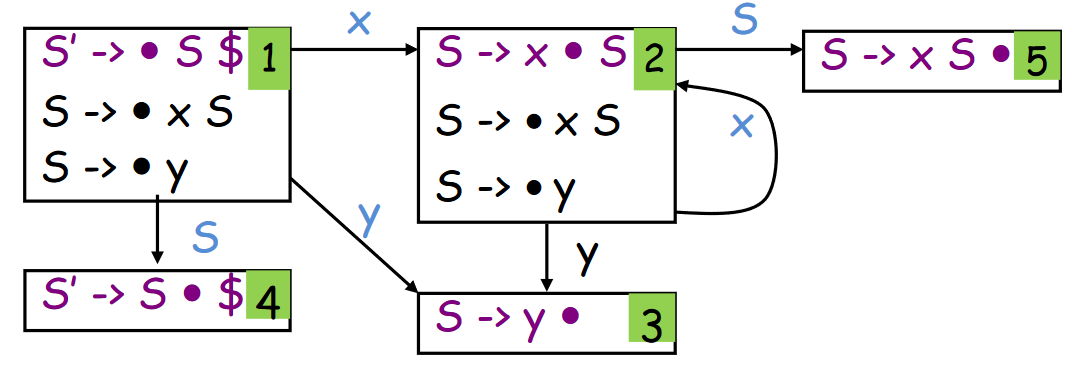 x
S
S' -> • S $ 1
S -> • x S
S -> • y
S -> x • S 2
S -> • x S
S -> • y
S -> x S • 5
x
y
S
y
S' -> S • $ 4
S -> y • 3